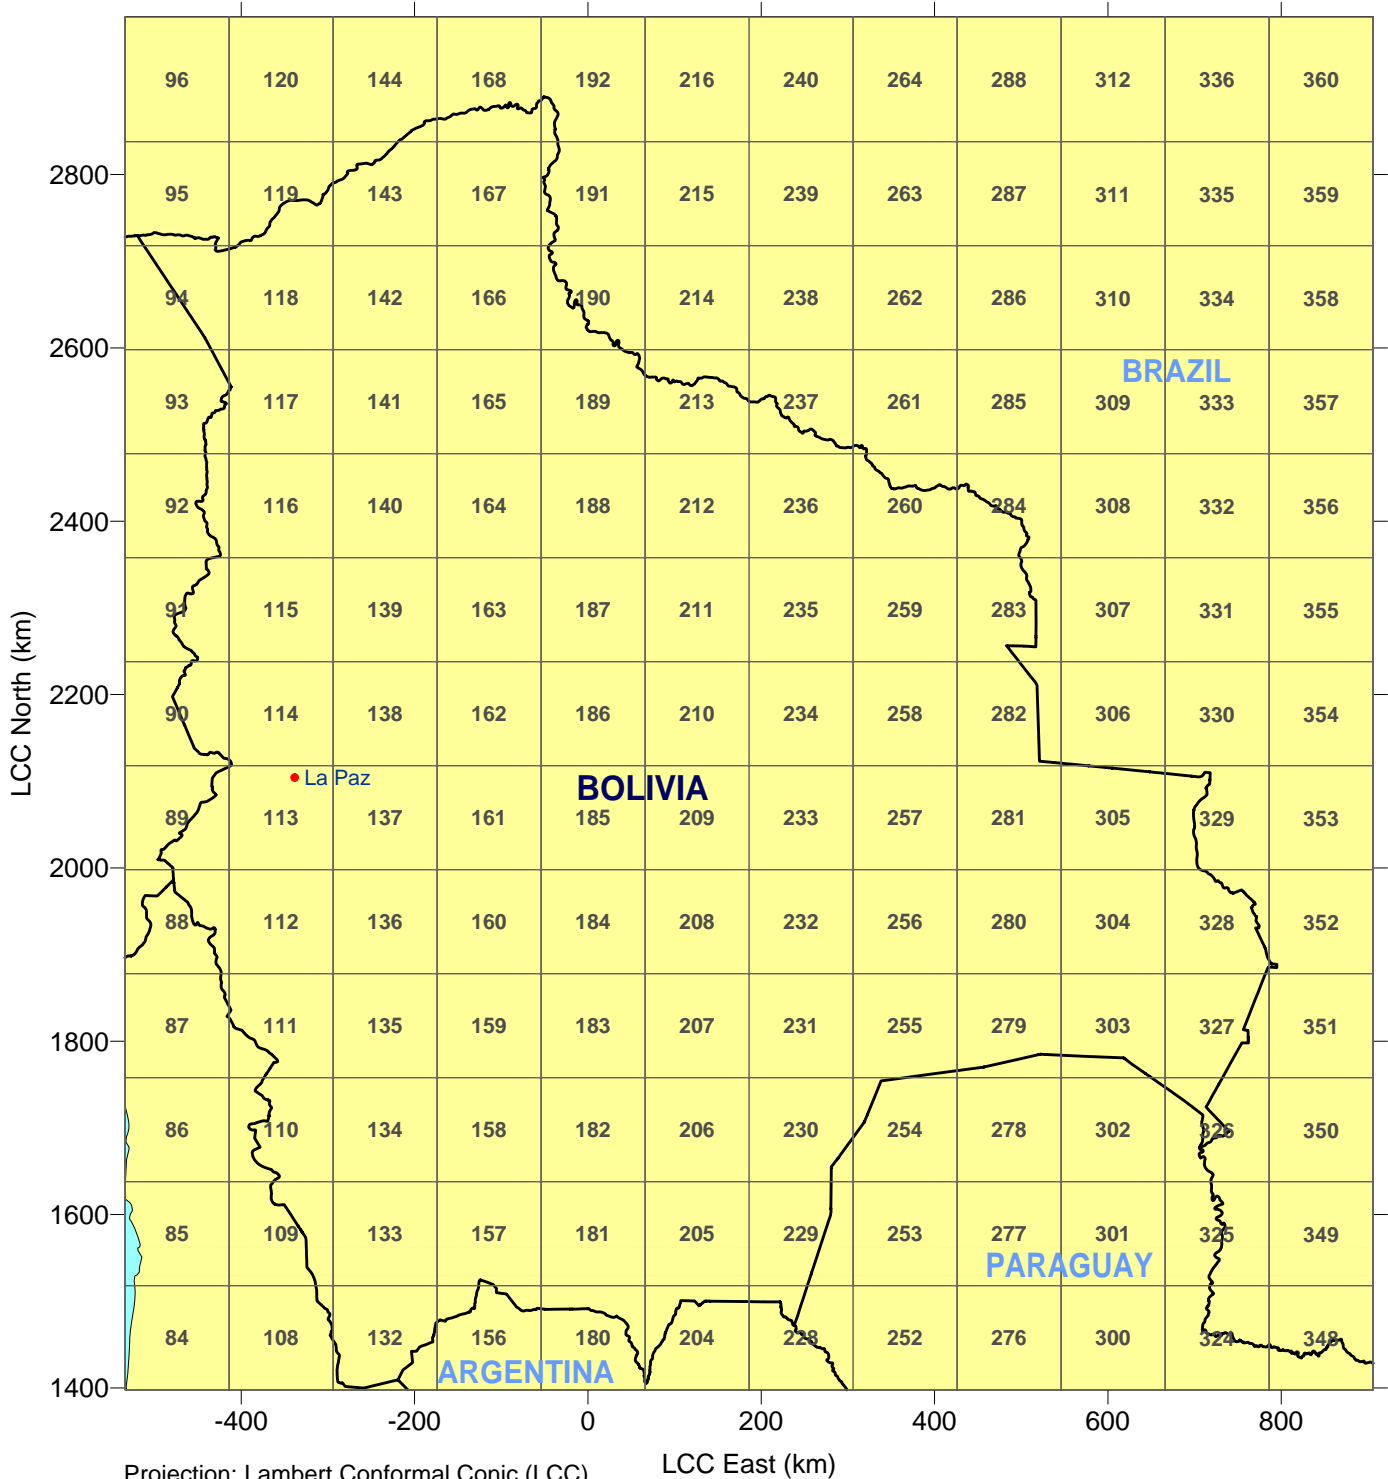 96 120 144 168 192 216 240 264 288 312 336 360
2800
95 119 143 167 191 215 239 263 287 311 335 359
94 118 142 166 190 214 238 262 286 310 334 358
2600
BRAZIL
93 117 141 165 189 213 237 261 285 309 333 357
2400
92 116 140 164 188 212 236 260 284 308 332 356
91 115 139 163 187 211 235 259 283 307 331 355
LCC North (km)
2200
90 114 138 162 186 210 234 258 282 306 330 354
La Paz
BOLIVIA
89 113 137 161 185 209 233 257 281 305 329 353
2000
88 112 136 160 184 208 232 256 280 304 328 352
87 111 135 159 183 207 231 255 279 303 327 351
1800
86 110 134 158 182 206 230 254 278 302 326 350
1600
85 109 133 157 181 205 229 253 277 301 325 349
PARAGUAY
84 108 132 156 180 204 228 252 276 300 324 348
ARGENTINA
1400
-400 -200 0 200 400 600 800
LCC East (km)
Projection: Lambert Conformal Conic (LCC)